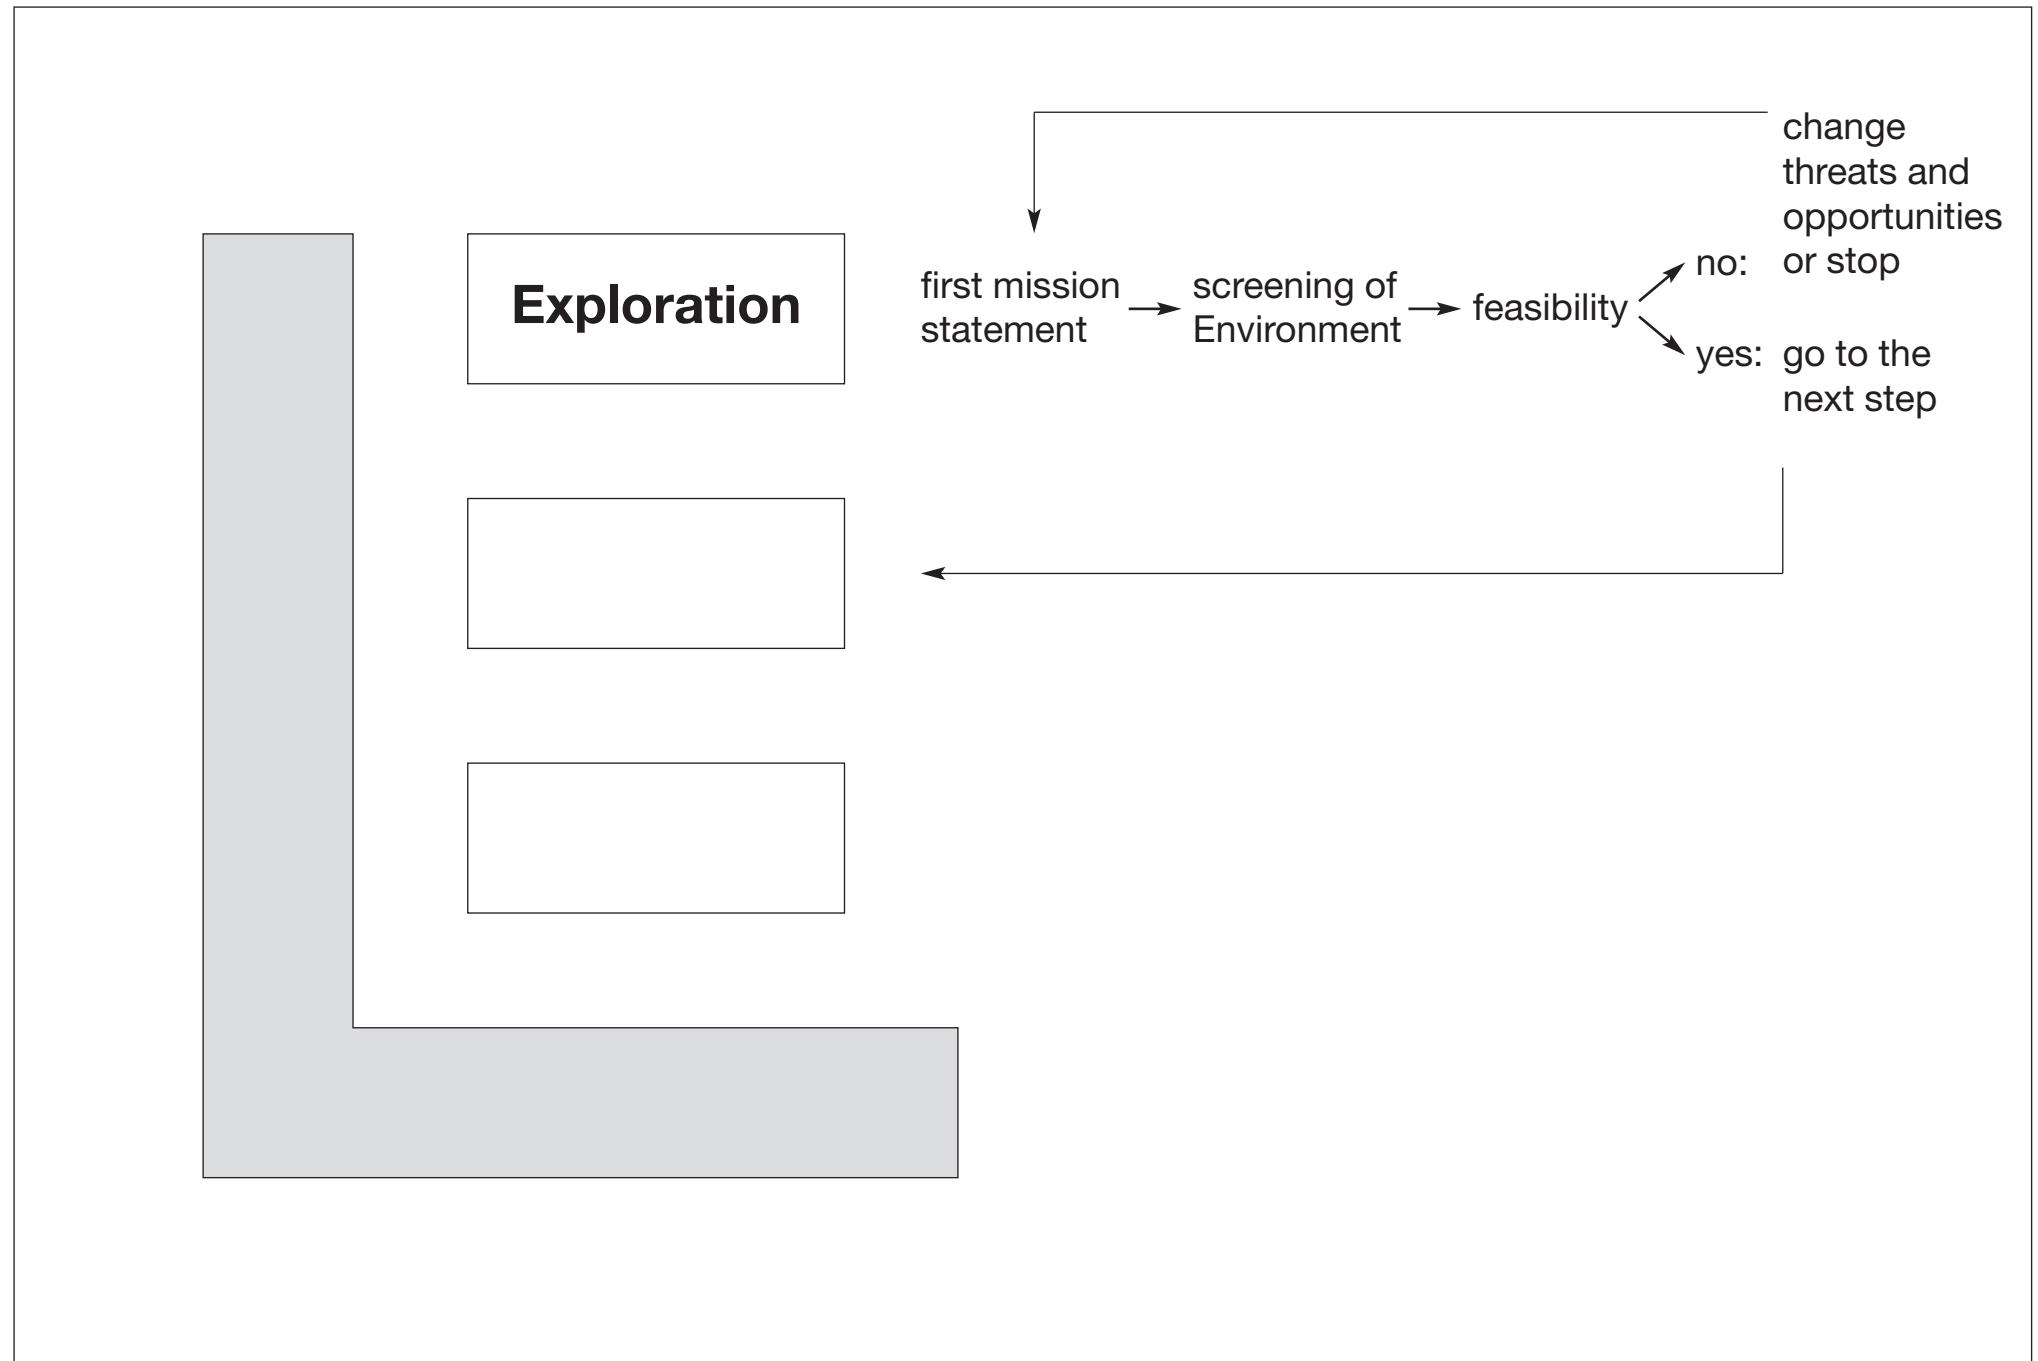 Exploration
first mission
statement
screening of
Environment
feasibility
no:
change
threats and
opportunities
or stop
yes:
go to the
next step